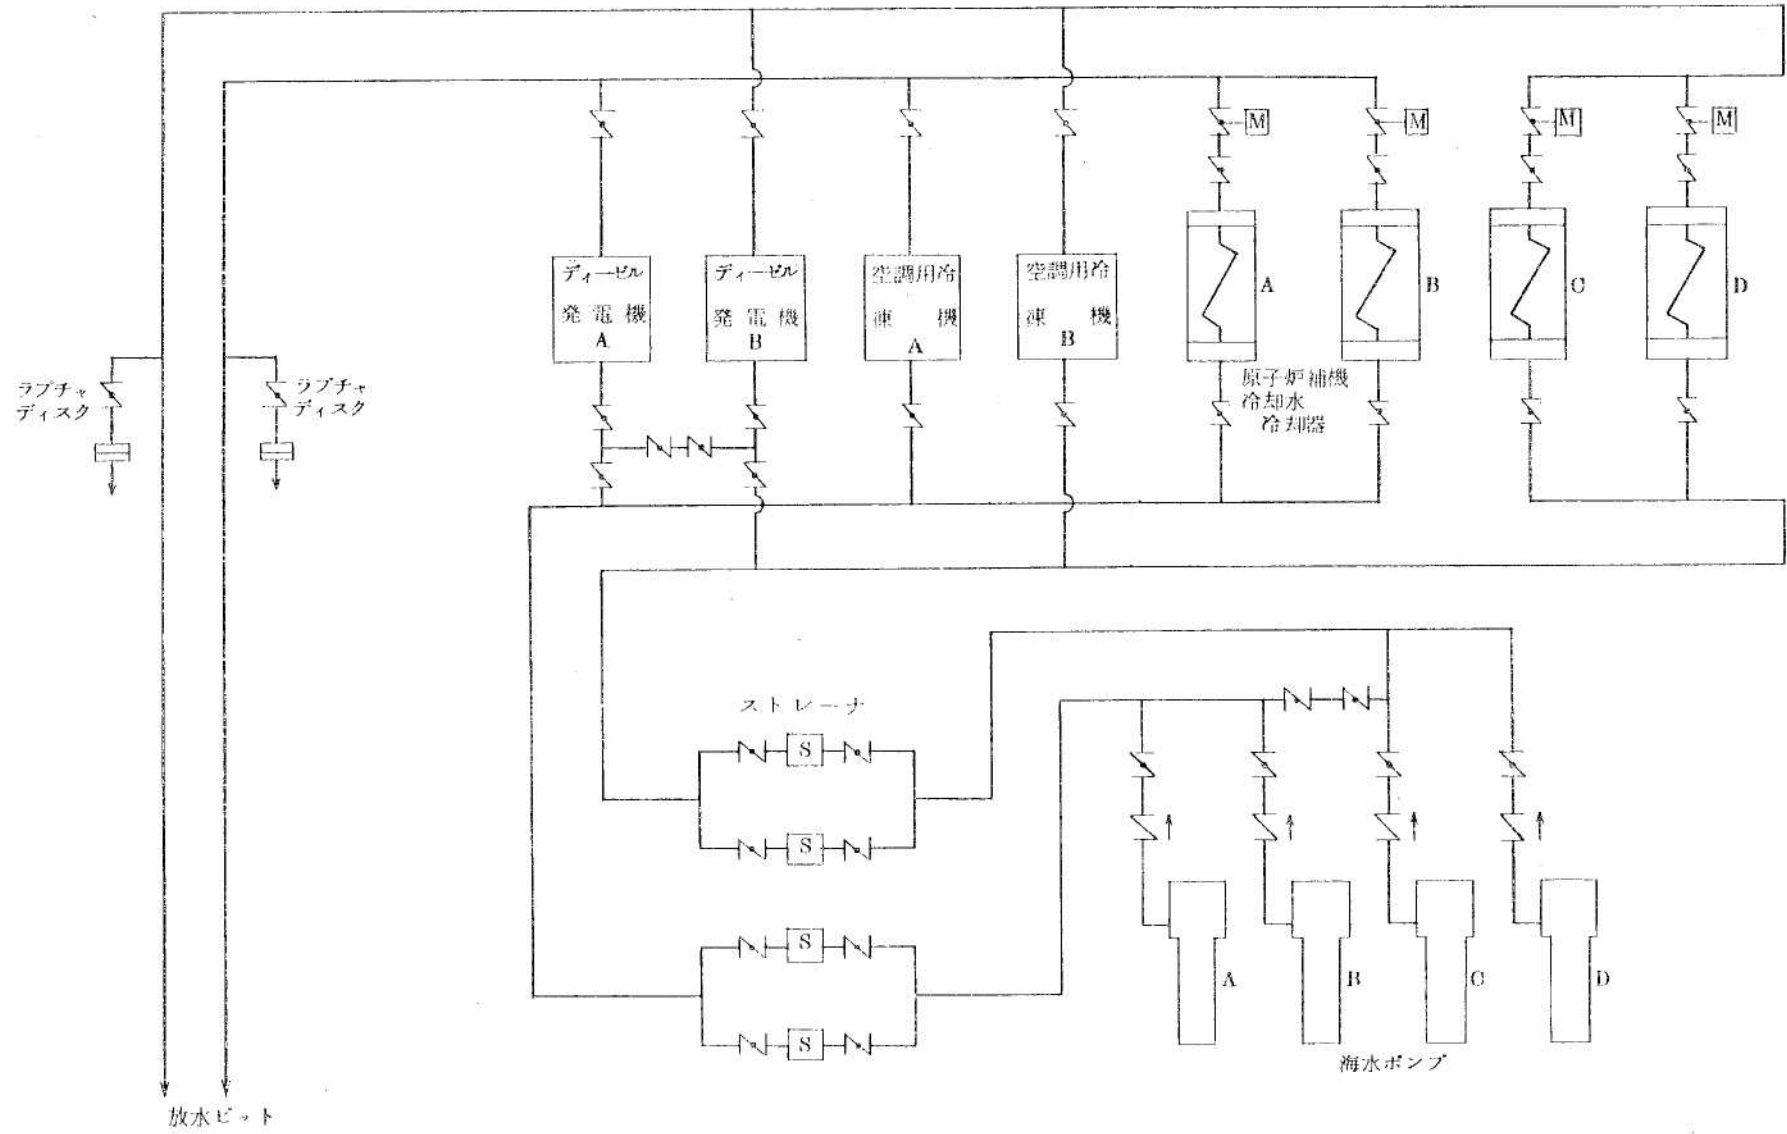 M
M
M
M
ディーゼル
発電機
A
ディーゼル
発電機
B
空調用冷
凍機
A
空調用冷
凍機
B
A
B
C
D
原子炉補機
冷却水
冷却器
ラプチャ
ディスク
ラプチャ
ディスク
ストレーナ
S
S
S
S
A
B
C
D
海水ポンプ
放水ピット